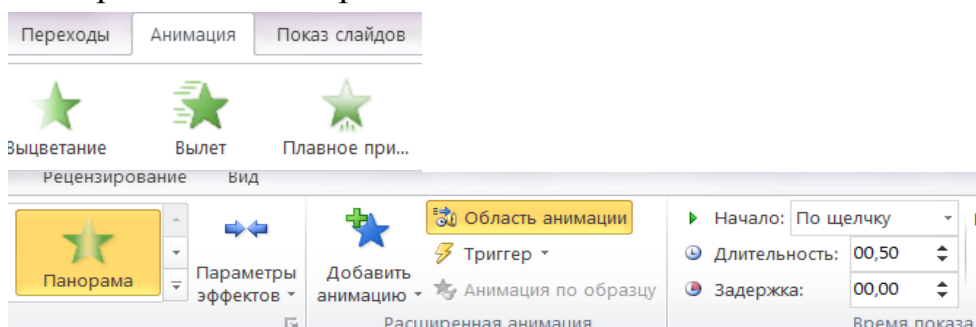 Переходы Анимация Показ слайдов
Выцветание Вылет Плавное при...
Рецензирование Вид
Панорама
Параметры эффектов
Добавить анимацию
Область анимации
Триггер
Анимация по образцу
Расширенная анимация
Начало: По щелчку
Длительность: 00,50
Задержка: 00,00
Время показа